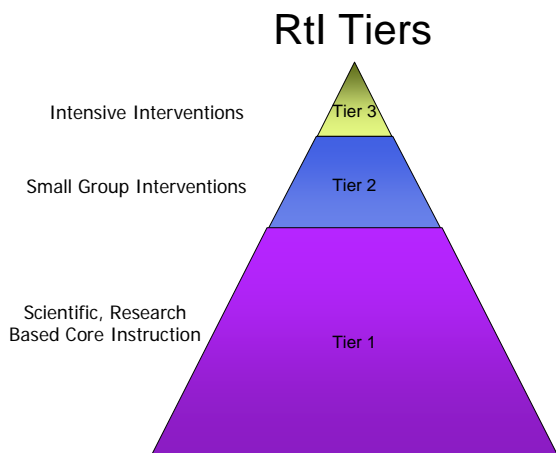 RtI Tiers
Intensive Interventions
Tier 3
Small Group Interventions
Tier 2
Scientific, Research
Based Core Instruction
Tier 1